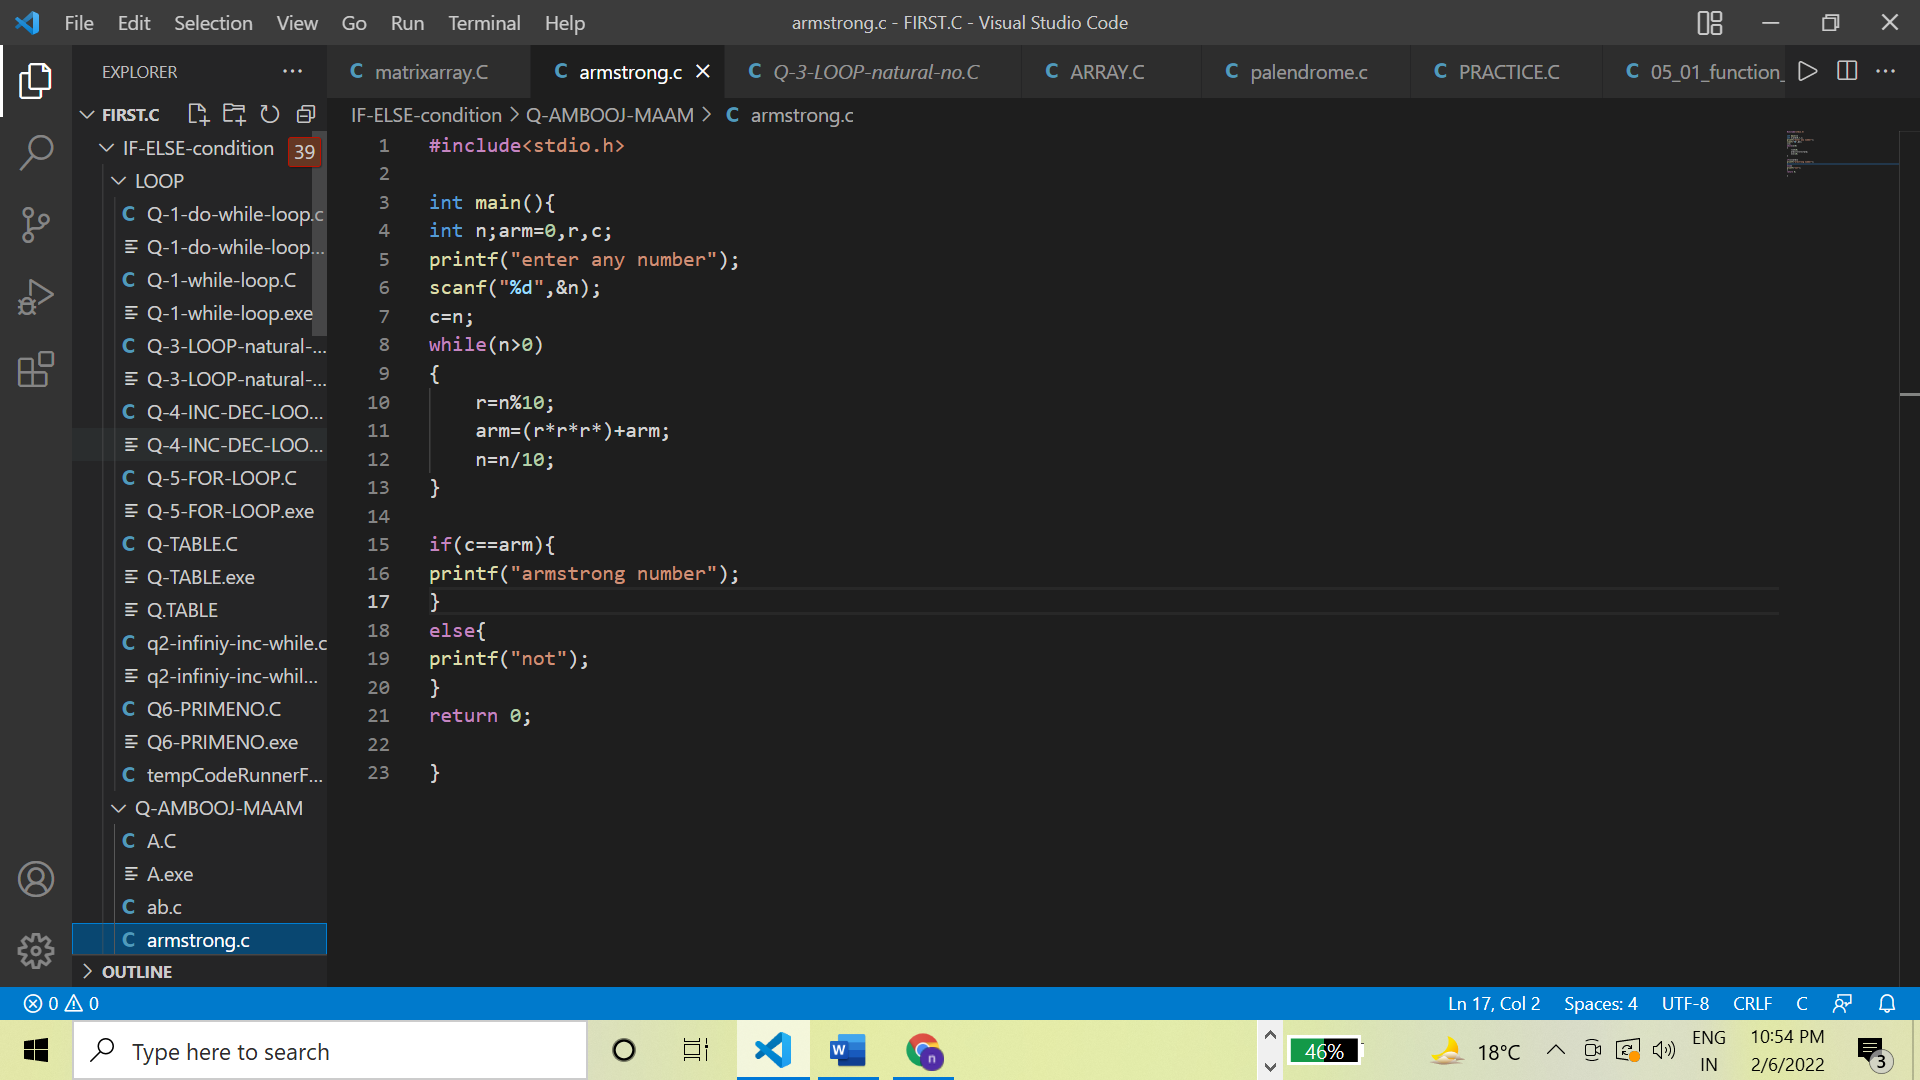 File Edit Selection View Go Run Terminal Help
armstrong.c - FIRST.C - Visual Studio Code
EXPLORER
matrixarray.C
armstrong.c
Q-3-LOOP-natural-no.C
ARRAY.C
palendrome.c
PRACTICE.C
05_01_function_
FIRST.C
IF-ELSE-condition > Q-AMBOOJ-MAAM > C armstrong.c
IF-ELSE-condition 39
LOOP
Q-1-do-while-loop.c
Q-1-do-while-loop...
Q-1-while-loop.C
Q-1-while-loop.exe
Q-3-LOOP-natural-...
Q-3-LOOP-natural-...
Q-4-INC-DEC-LOO...
Q-4-INC-DEC-LOO...
Q-5-FOR-LOOP.C
Q-5-FOR-LOOP.exe
Q-TABLE.C
Q-TABLE.exe
Q.TABLE
q2-infiniy-inc-while.c
q2-infiniy-inc-whil...
Q6-PRIMENO.C
Q6-PRIMENO.exe
tempCodeRunnerF...
Q-AMBOOJ-MAAM
A.C
A.exe
ab.c
armstrong.c
OUTLINE
1 #include<stdio.h>
2
3 int main(){
4 int n;arm=0,r,c;
5 printf("enter any number");
6 scanf("%d",&n);
7 c=n;
8 while(n>0)
9 {
10 r=n%10;
11 arm=(r*r*r*)+arm;
12 n=n/10;
13 }
14
15 if(c==arm){
16 printf("armstrong number");
17 }
18 else{
19 printf("not");
20 }
21 return 0;
22
23 }
0 0
Ln 17, Col 2 Spaces: 4 UTF-8 CRLF C
Type here to search
46%
18°C
ENG
IN
10:54 PM
2/6/2022
3